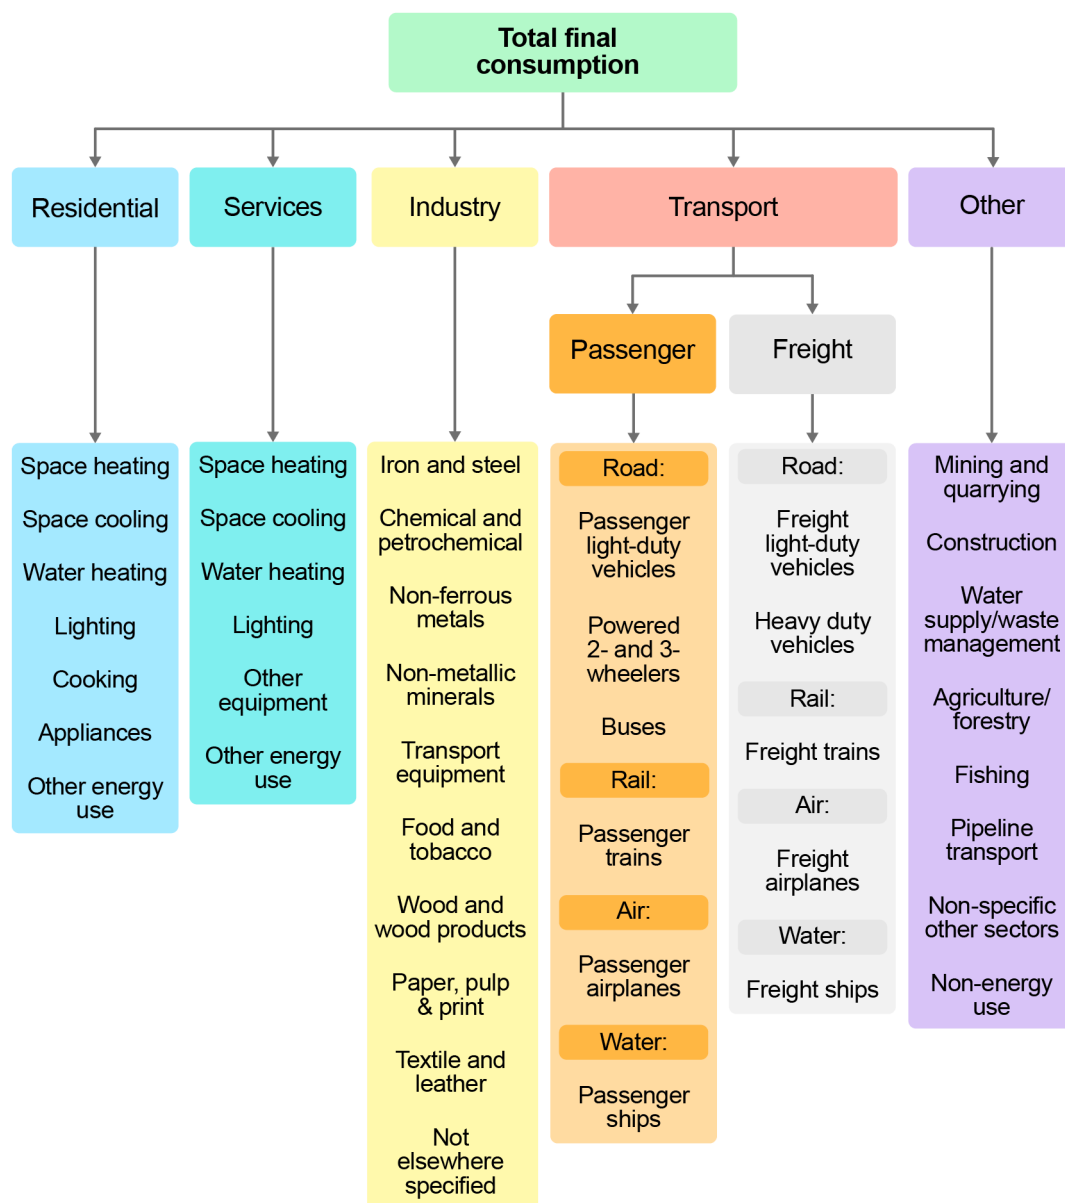 Total final
consumption
Residential
Services
Industry
Transport
Other
Passenger
Freight
Space heating
Space cooling
Water heating
Lighting
Cooking
Appliances
Other energy
use
Space heating
Space cooling
Water heating
Lighting
Other
equipment
Other energy
use
Iron and steel
Chemical and
petrochemical
Non-ferrous
metals
Non-metallic
minerals
Transport
equipment
Food and
tobacco
Wood and
wood products
Paper, pulp
& print
Textile and
leather
Not
elsewhere
specified
Road:
Passenger
light-duty
vehicles
Powered
2- and 3-
wheelers
Buses
Rail:
Passenger
trains
Air:
Passenger
airplanes
Water:
Passenger
ships
Road:
Freight
light-duty
vehicles
Heavy duty
vehicles
Rail:
Freight trains
Air:
Freight
airplanes
Water:
Freight ships
Mining and
quarrying
Construction
Water
supply/waste
management
Agriculture/
forestry
Fishing
Pipeline
transport
Non-specific
other sectors
Non-energy
use